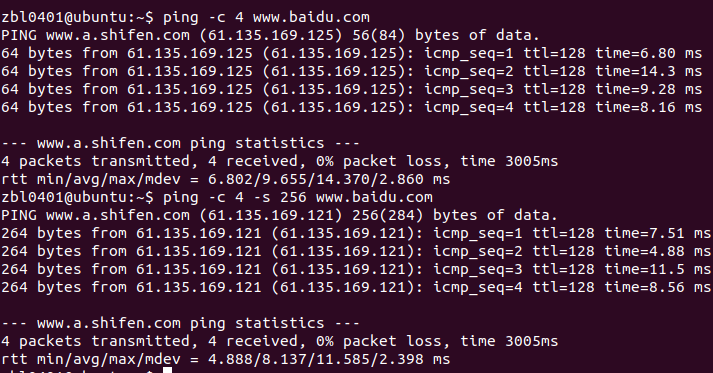 zbl0401@ubuntu:~$ ping -c 4 www.baidu.com
PING www.a.shifen.com (61.135.169.125) 56(84) bytes of data.
64 bytes from 61.135.169.125 (61.135.169.125): icmp_seq=1 ttl=128 time=6.80 ms
64 bytes from 61.135.169.125 (61.135.169.125): icmp_seq=2 ttl=128 time=14.3 ms
64 bytes from 61.135.169.125 (61.135.169.125): icmp_seq=3 ttl=128 time=9.28 ms
64 bytes from 61.135.169.125 (61.135.169.125): icmp_seq=4 ttl=128 time=8.16 ms

--- www.a.shifen.com ping statistics ---
4 packets transmitted, 4 received, 0% packet loss, time 3005ms
rtt min/avg/max/mdev = 6.802/9.655/14.370/2.860 ms
zbl0401@ubuntu:~$ ping -c 4 -s 256 www.baidu.com
PING www.a.shifen.com (61.135.169.121) 256(284) bytes of data.
264 bytes from 61.135.169.121 (61.135.169.121): icmp_seq=1 ttl=128 time=7.51 ms
264 bytes from 61.135.169.121 (61.135.169.121): icmp_seq=2 ttl=128 time=4.88 ms
264 bytes from 61.135.169.121 (61.135.169.121): icmp_seq=3 ttl=128 time=11.5 ms
264 bytes from 61.135.169.121 (61.135.169.121): icmp_seq=4 ttl=128 time=8.56 ms

--- www.a.shifen.com ping statistics ---
4 packets transmitted, 4 received, 0% packet loss, time 3005ms
rtt min/avg/max/mdev = 4.888/8.137/11.585/2.398 ms
zbl0401@ubuntu:~$